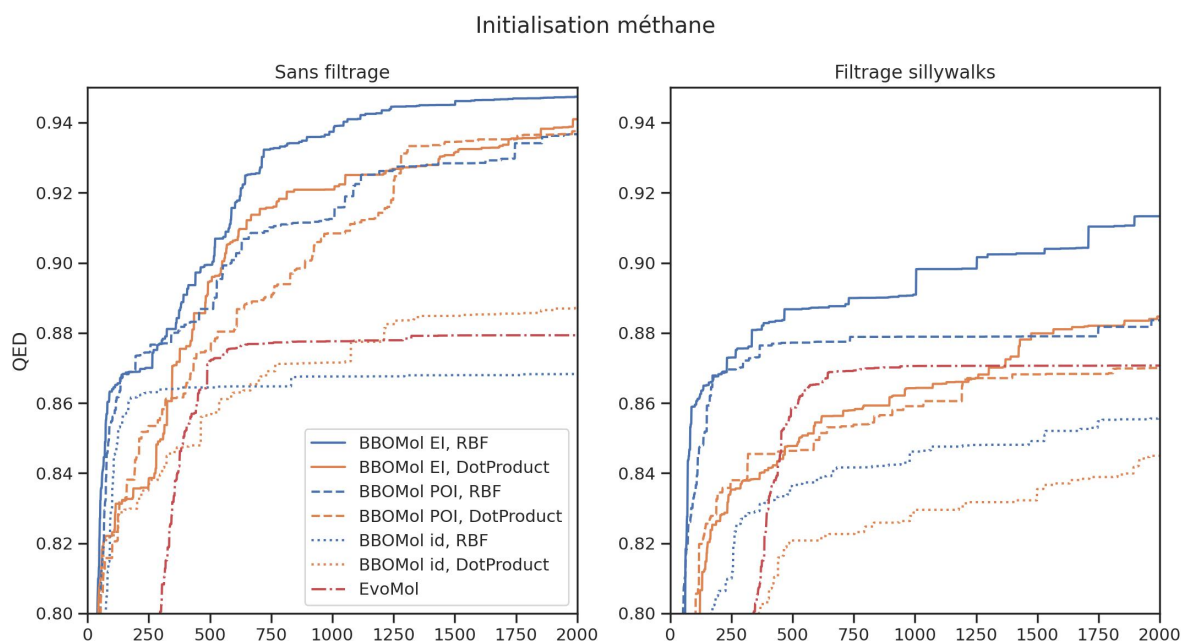 Initialisation méthane
Sans filtrage
Filtrage sillywalks
QED
0.94
0.92
0.90
0.88
0.86
0.84
0.82
0.80
BBOMol EI, RBF
BBOMol EI, DotProduct
BBOMol POI, RBF
BBOMol POI, DotProduct
BBOMol id, RBF
BBOMol id, DotProduct
EvoMol
0 250 500 750 1000 1250 1500 1750 2000
0.94
0.92
0.90
0.88
0.86
0.84
0.82
0.80
0 250 500 750 1000 1250 1500 1750 2000